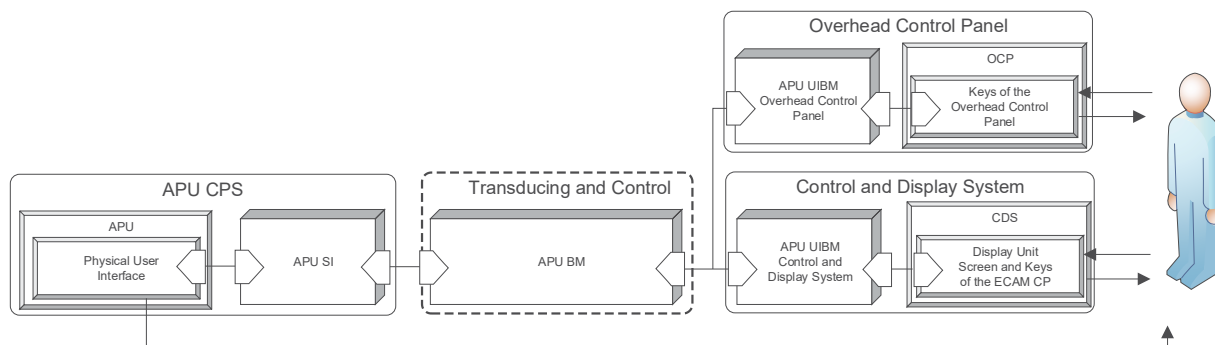 Overhead Control Panel
APU UIBM
Overhead Control
Panel
OCP
Keys of the
Overhead Control
Panel
APU CPS
APU
Physical User
Interface
APU SI
Transducing and Control
APU BM
Control and Display System
APU UIBM
Control and
Display System
CDS
Display Unit
Screen and Keys
of the ECAM CP